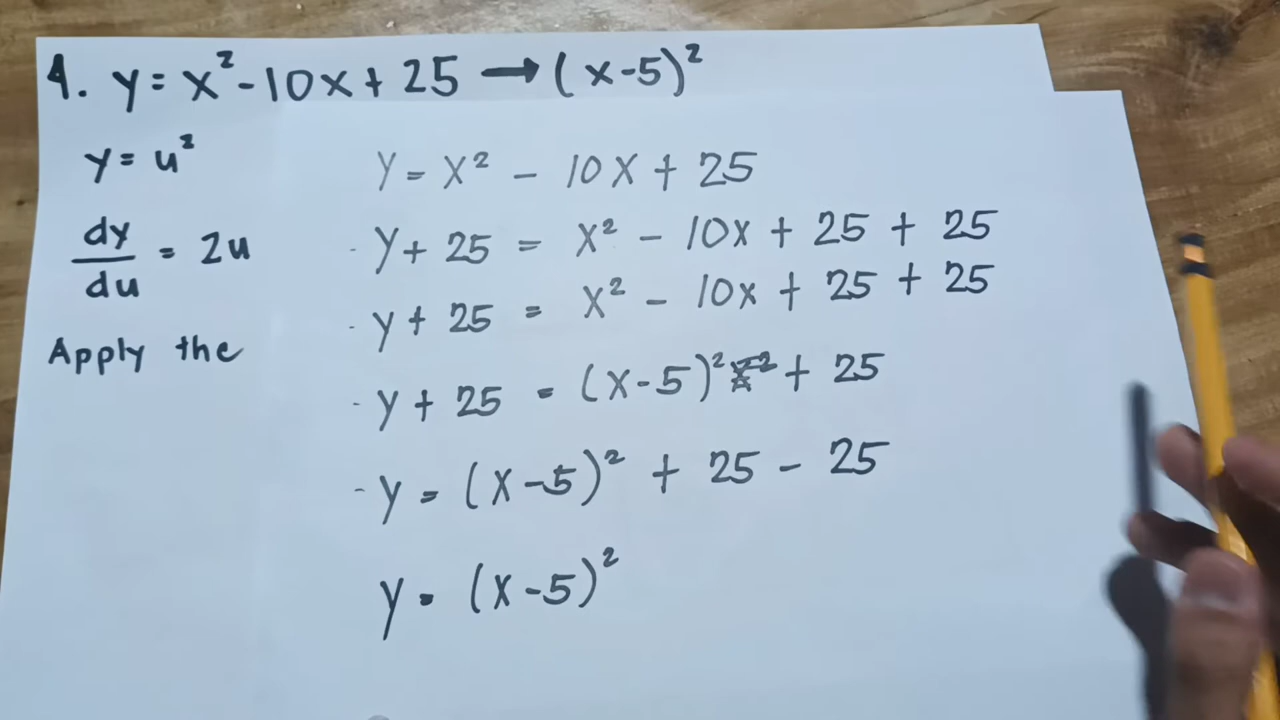 1. y = x² - 10x + 25 → (x-5)²
y = u²
dy/du = 2u
Apply the
y = x² - 10x + 25
- y + 25 = x² - 10x + 25 + 25
- y + 25 = x² - 10x + 25 + 25
- y + 25 = (x-5)² + 25
- y = (x-5)² + 25 - 25
y = (x-5)²